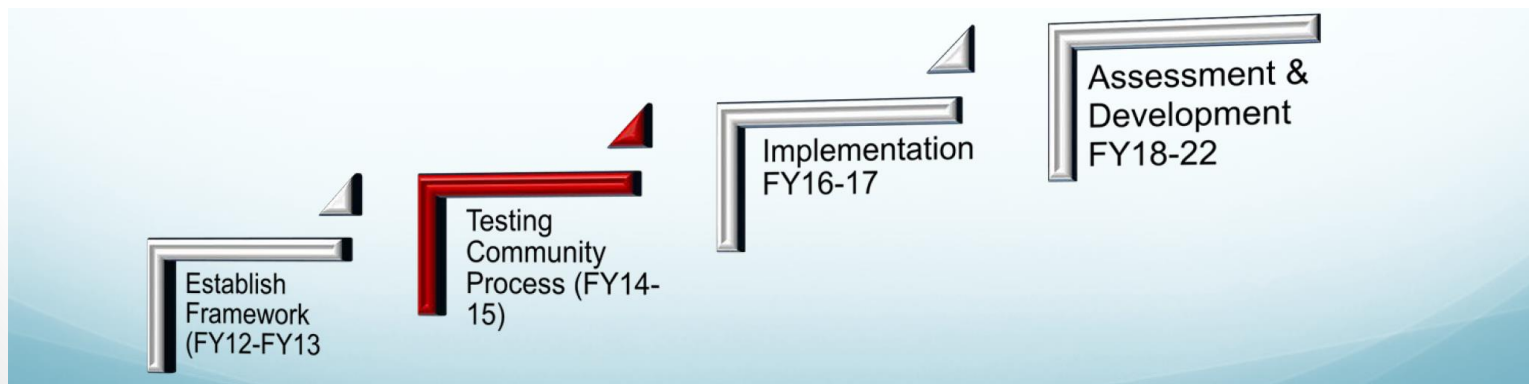 Establish
Framework
(FY12-FY13
Testing
Community
Process (FY14-
15)
Implementation
FY16-17
Assessment &
Development
FY18-22